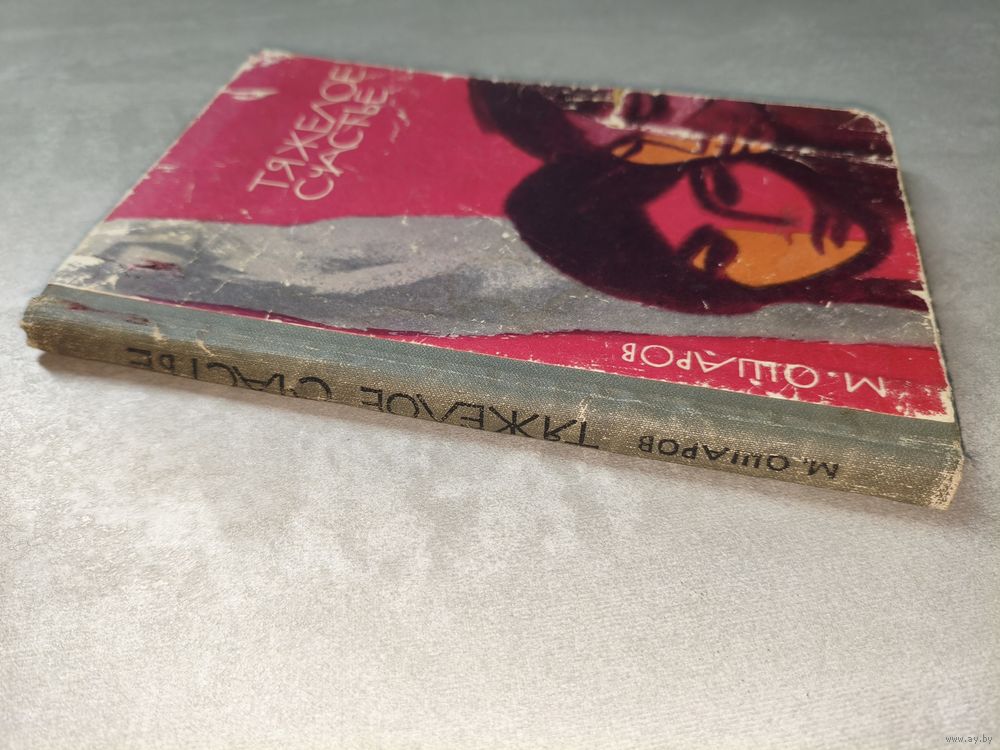 М. ОШАРОВ
ТЯЖЕЛОЕ
СЧАСТЬЕ
М. ОШАРОВ ТЯЖЕЛОЕ СЧАСТЬЕ
www.ay.by